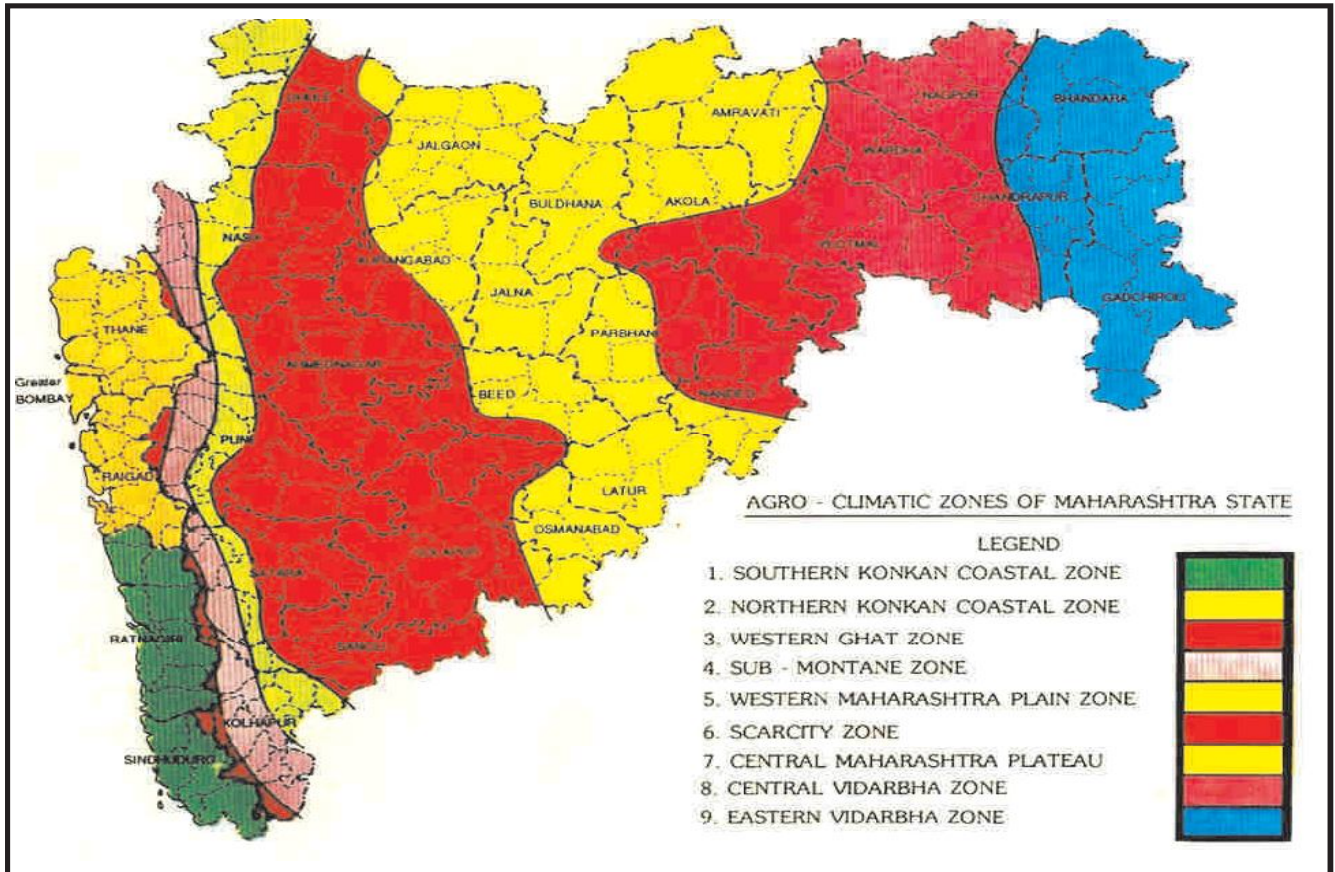 DHULE
NAGPUR
BHANDARA
AMRAVATI
JALGAON
WARDHA
BULDHANA
AKOLA
CHANDRAPUR
NASIK
AURANGABAD
JALNA
GADCHIROLI
THANE
PARBHANI
AHMEDNAGAR
Greater
BOMBAY
BEED
NANDED
PUNE
RAIGAD
LATUR
AGRO - CLIMATIC ZONES OF MAHARASHTRA STATE
OSMANABAD
LEGEND
SOLAPUR
SATARA
1. SOUTHERN KONKAN COASTAL ZONE
2. NORTHERN KONKAN COASTAL ZONE
RATNAGIRI
SANGLI
3. WESTERN GHAT ZONE
4. SUB - MONTANE ZONE
5. WESTERN MAHARASHTRA PLAIN ZONE
KOLHAPUR
6. SCARCITY ZONE
SINDHUDURG
7. CENTRAL MAHARASHTRA PLATEAU
8. CENTRAL VIDARBHA ZONE
9. EASTERN VIDARBHA ZONE